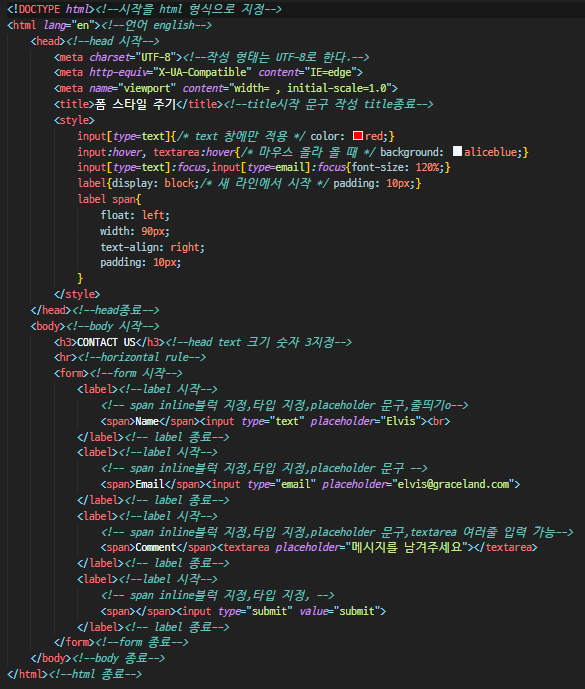 <!DOCTYPE html><!--시작을 html 형식으로 지정-->
<html lang="en"><!--언어 english-->
<head><!--head 시작-->
<meta charset="UTF-8"><!--작성 형태는 UTF-8로 한다.-->
<meta http-equiv="X-UA-Compatible" content="IE=edge">
<meta name="viewport" content="width= , initial-scale=1.0">
<title>폼 스타일 주기</title><!--title시작 문구 작성 title종료-->
<style>
input[type=text]{/* text 창에만 적용 */ color: red;}
input:hover, textarea:hover{/* 마우스 올라 올 때 */ background: aliceblue;}
input[type=text]:focus,input[type=email]:focus{font-size: 120%;}
label{display: block;/* 새 라인에서 시작 */ padding: 10px;}
label span{
float: left;
width: 90px;
text-align: right;
padding: 10px;
}
</style>
</head><!--head종료-->
<body><!--body 시작-->
<h3>CONTACT US</h3><!--head text 크기 숫자 3지정-->
<hr><!--horizontal rule-->
<form><!--form 시작-->
<label><!--label 시작-->
<!-- span inline블럭 지정,타입 지정,placeholder 문구,줄띄기o-->
<span>Name</span><input type="text" placeholder="Elvis"><br>
</label><!-- label 종료-->
<label><!--label 시작-->
<!-- span inline블럭 지정,타입 지정,placeholder 문구 -->
<span>Email</span><input type="email" placeholder="elvis@graceland.com">
</label><!-- label 종료-->
<label><!--label 시작-->
<!-- span inline블럭 지정,타입 지정,placeholder 문구,textarea 여러줄 입력 가능-->
<span>Comment</span><textarea placeholder="메시지를 남겨주세요"></textarea>
</label><!-- label 종료-->
<label><!--label 시작-->
<!-- span inline블럭 지정,타입 지정, -->
<span></span><input type="submit" value="submit">
</label><!-- label 종료-->
</form><!--form 종료-->
</body><!--body 종료-->
</html><!--html 종료-->